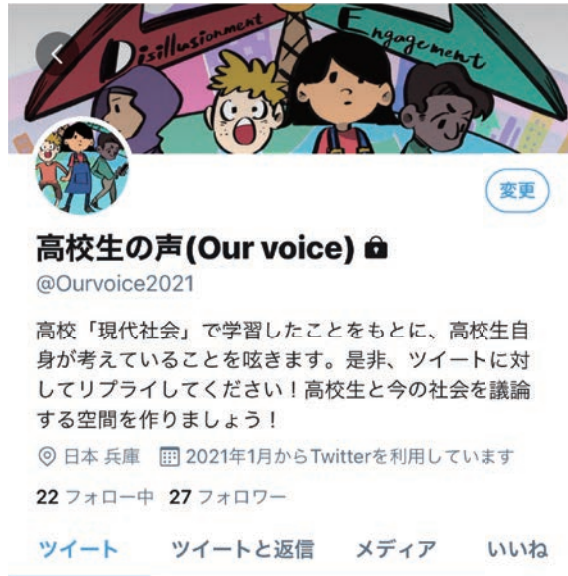 Disillusionment
Engagement
変更
高校生の声(Our voice)
@Ourvoice2021
高校「現代社会」で学習したことをもとに、高校生自
身が考えていることを呟きます。是非、ツイートに対
してリプライしてください！高校生と今の社会を議論
する空間を作りましょう！
日本 兵庫 2021年1月からTwitterを利用しています
22 フォロー中 27 フォロワー
ツイート ツイートと返信 メディア いいね